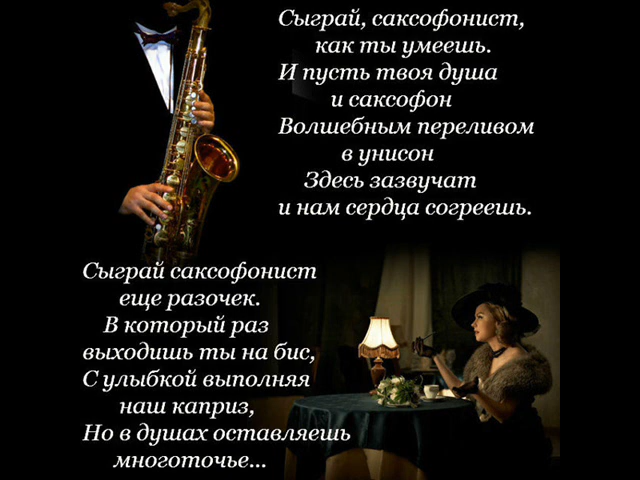 Сыграй, саксофонист,
как ты умеешь.
И пусть твоя душа
и саксофон
Волшебным переливом
в унисон
Здесь зазвучат
и нам сердца согреешь.
Сыграй саксофонист
еще разочек.
В который раз
выходишь ты на бис,
С улыбкой выполняя
наш каприз,
Но в душах оставляешь
многоточье...